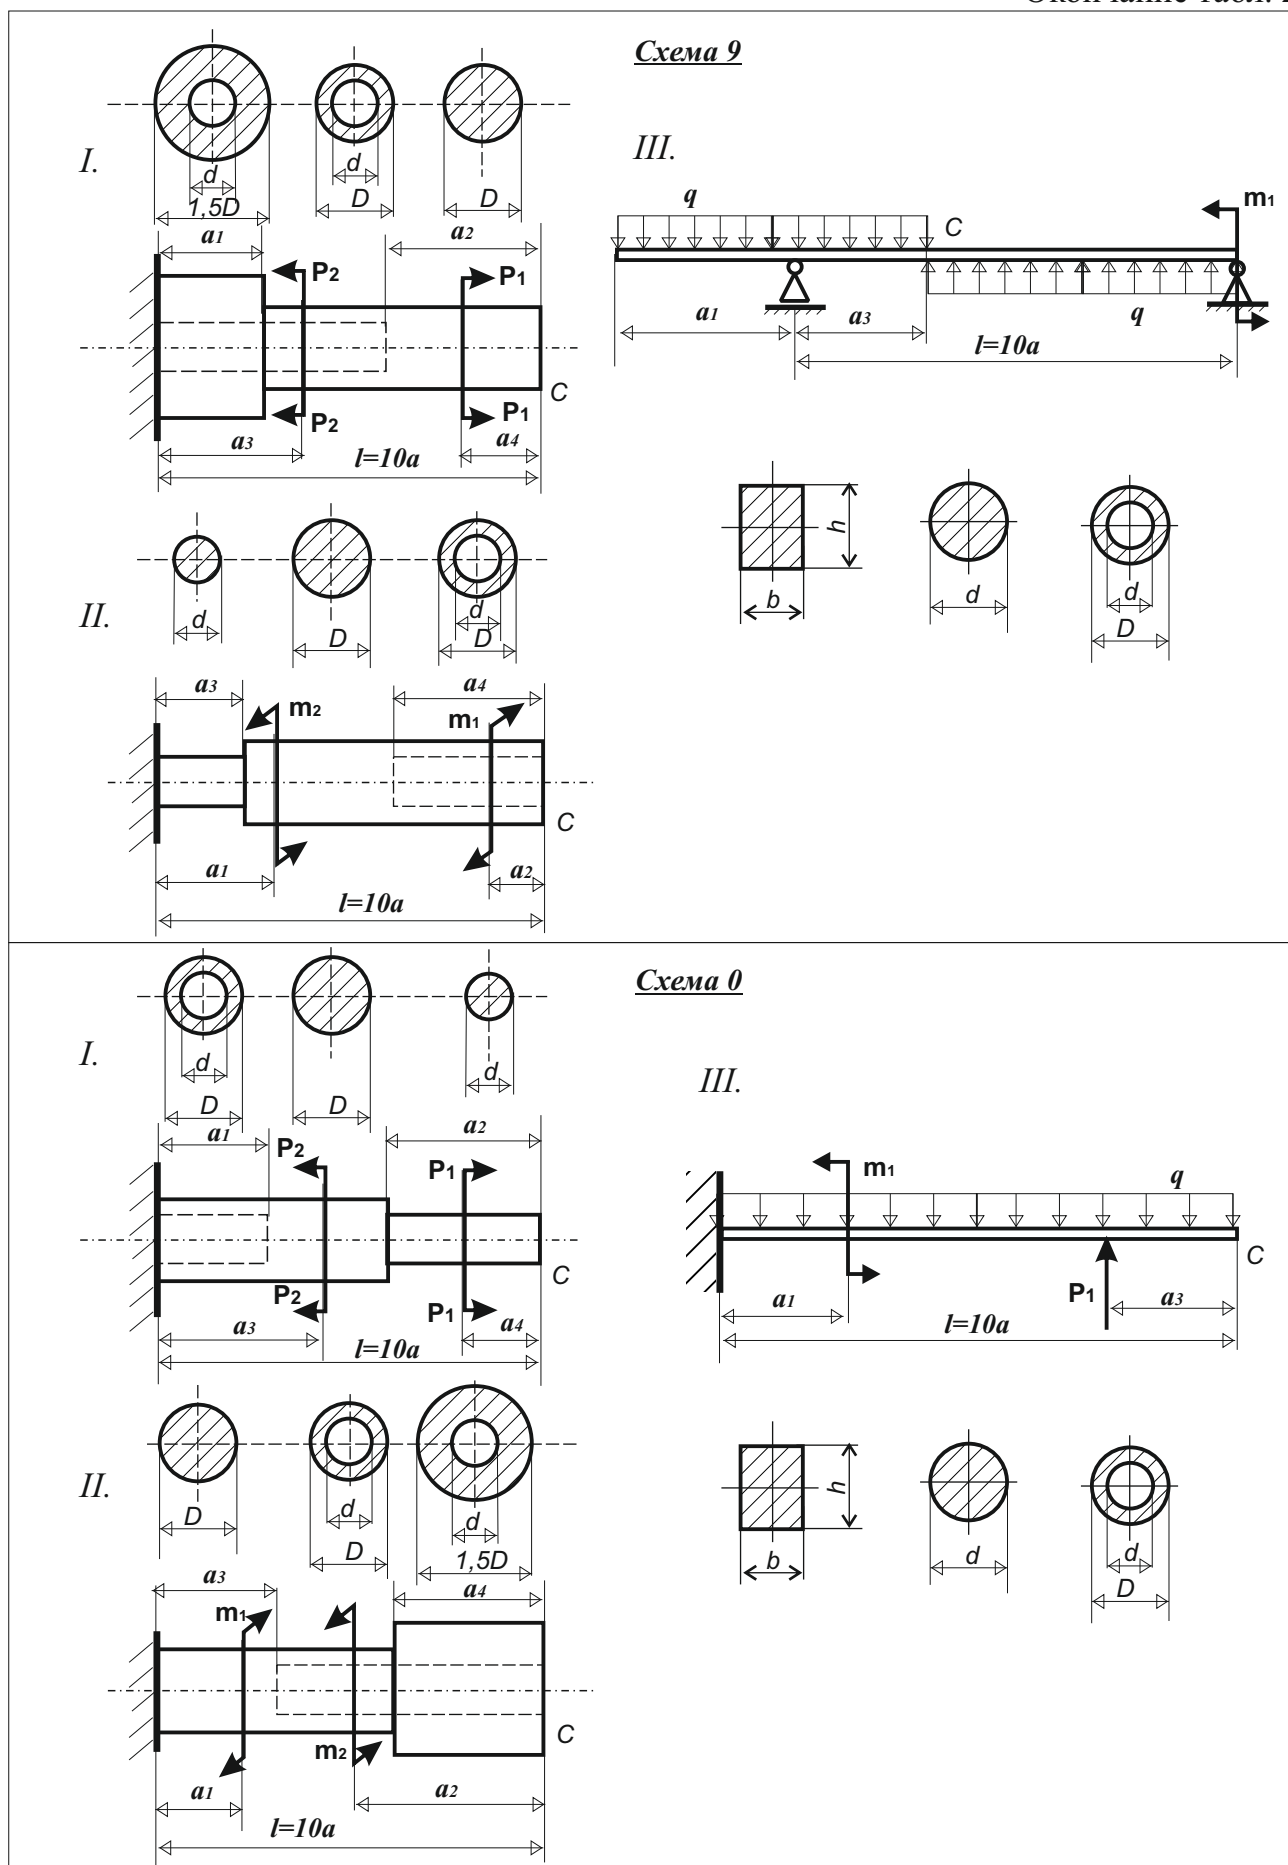 Окончание табл. 2
Схема 9
I.
d
d
1,5D
D
D
a1
a2
P2
P1
P2
P1
C
a3
a4
l=10a
III.
q
C
m1
a1
a3
q
l=10a
h
b
d
d
D
II.
d
D
d
D
a3
a4
m2
m1
C
a1
a2
l=10a
Схема 0
I.
d
d
D
D
a1
a2
P2
P1
C
P2
P1
a3
a4
l=10a
III.
m1
q
C
a1
P1
a3
l=10a
h
b
d
d
D
II.
d
d
D
D
1,5D
a3
a4
m1
C
m2
a1
a2
l=10a